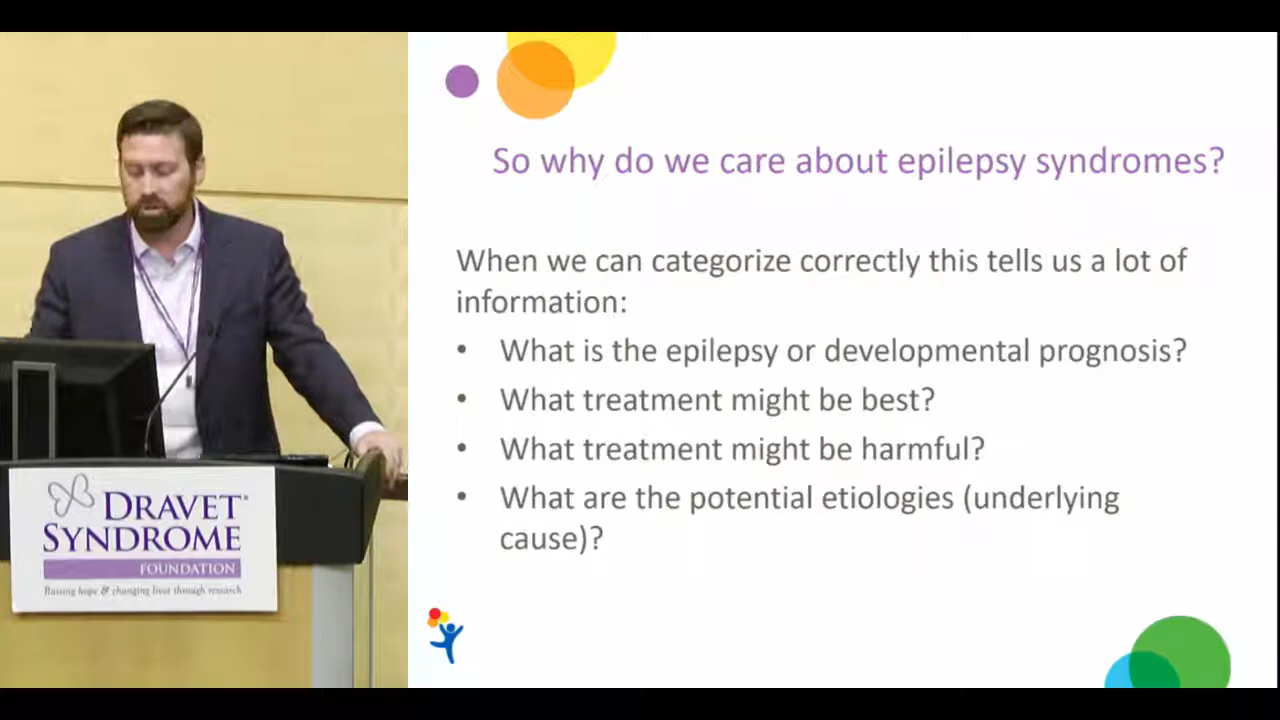 So why do we care about epilepsy syndromes?
When we can categorize correctly this tells us a lot of
information:
• What is the epilepsy or developmental prognosis?
• What treatment might be best?
• What treatment might be harmful?
• What are the potential etiologies (underlying
cause)?
DRAVET
SYNDROME
FOUNDATION
Raising hope & changing lives through research